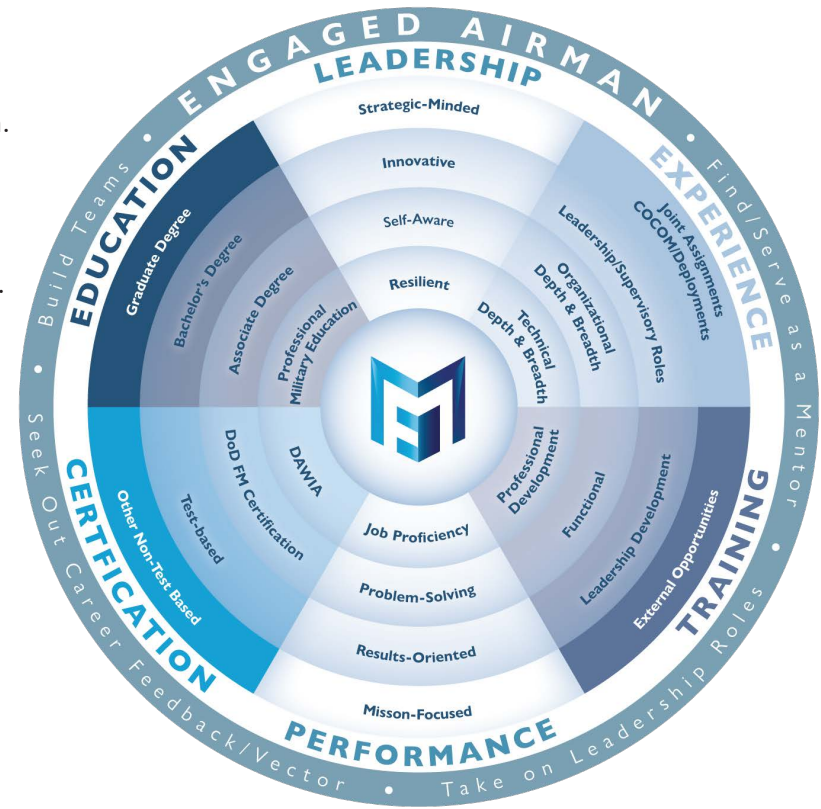 ENGAGED AIRMAN
Find/Serve as a Mentor
Take on Leadership Roles
Seek Out Career Feedback/Vector
Build Teams
LEADERSHIP
Strategic-Minded
Innovative
Self-Aware
Resilient
EXPERIENCE
Joint Assignments
COCOM/Deployments
Leadership/Supervisory Roles
Organizational
Depth & Breadth
Technical
Depth & Breadth
TRAINING
Professional
Development
Functional
Leadership Development
External Opportunities
PERFORMANCE
Job Proficiency
Problem-Solving
Results-Oriented
Misson-Focused
CERTFICATION
Other Non-Test Based
Test-based
DoD FM Certification
DAWIA
EDUCATION
Graduate Degree
Bachelor's Degree
Associate Degree
Professional
Military Education